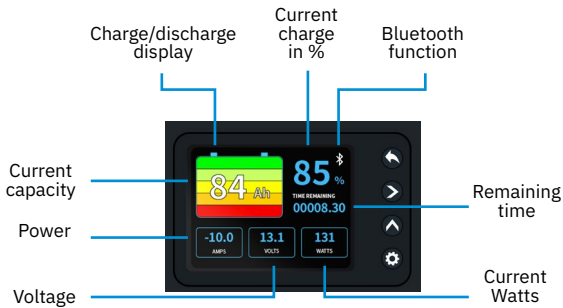 Current
charge
in %
Charge/discharge
display
Bluetooth
function
Current
capacity
84 Ah
85 %
TIME REMAINING
00008.30
Remaining
time
Power
-10.0
AMPS
13.1
VOLTS
131
WATTS
Voltage
Current
Watts